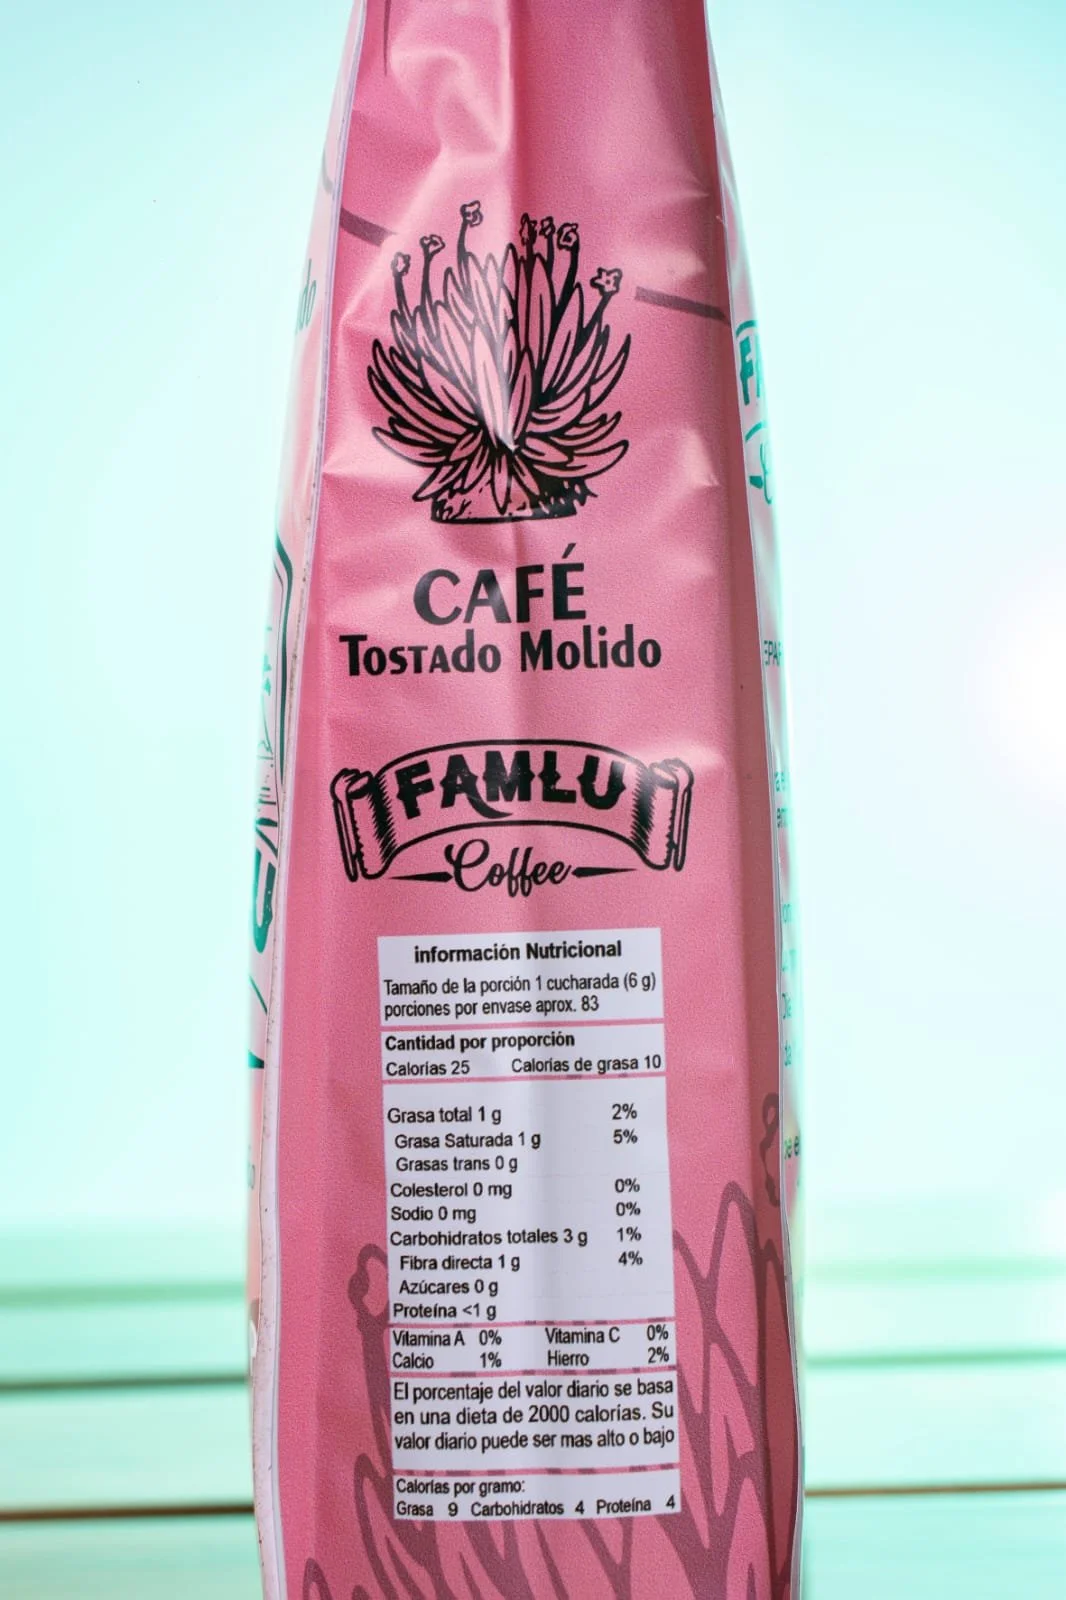 CAFÉ
Tostado Molido
FAMLU
Coffee
información Nutricional
Tamaño de la porción 1 cucharada (6 g)
porciones por envase aprox. 83
Cantidad por proporción
Calorías 25 Calorías de grasa 10
Grasa total 1 g 2%
Grasa Saturada 1 g 5%
Grasas trans 0 g
Colesterol 0 mg 0%
Sodio 0 mg 0%
Carbohidratos totales 3 g 1%
Fibra directa 1 g 4%
Azúcares 0 g
Proteína <1 g
Vitamina A 0% Vitamina C 0%
Calcio 1% Hierro 2%
El porcentaje del valor diario se basa
en una dieta de 2000 calorías. Su
valor diario puede ser mas alto o bajo
Calorías por gramo:
Grasa 9 Carbohidratos 4 Proteína 4